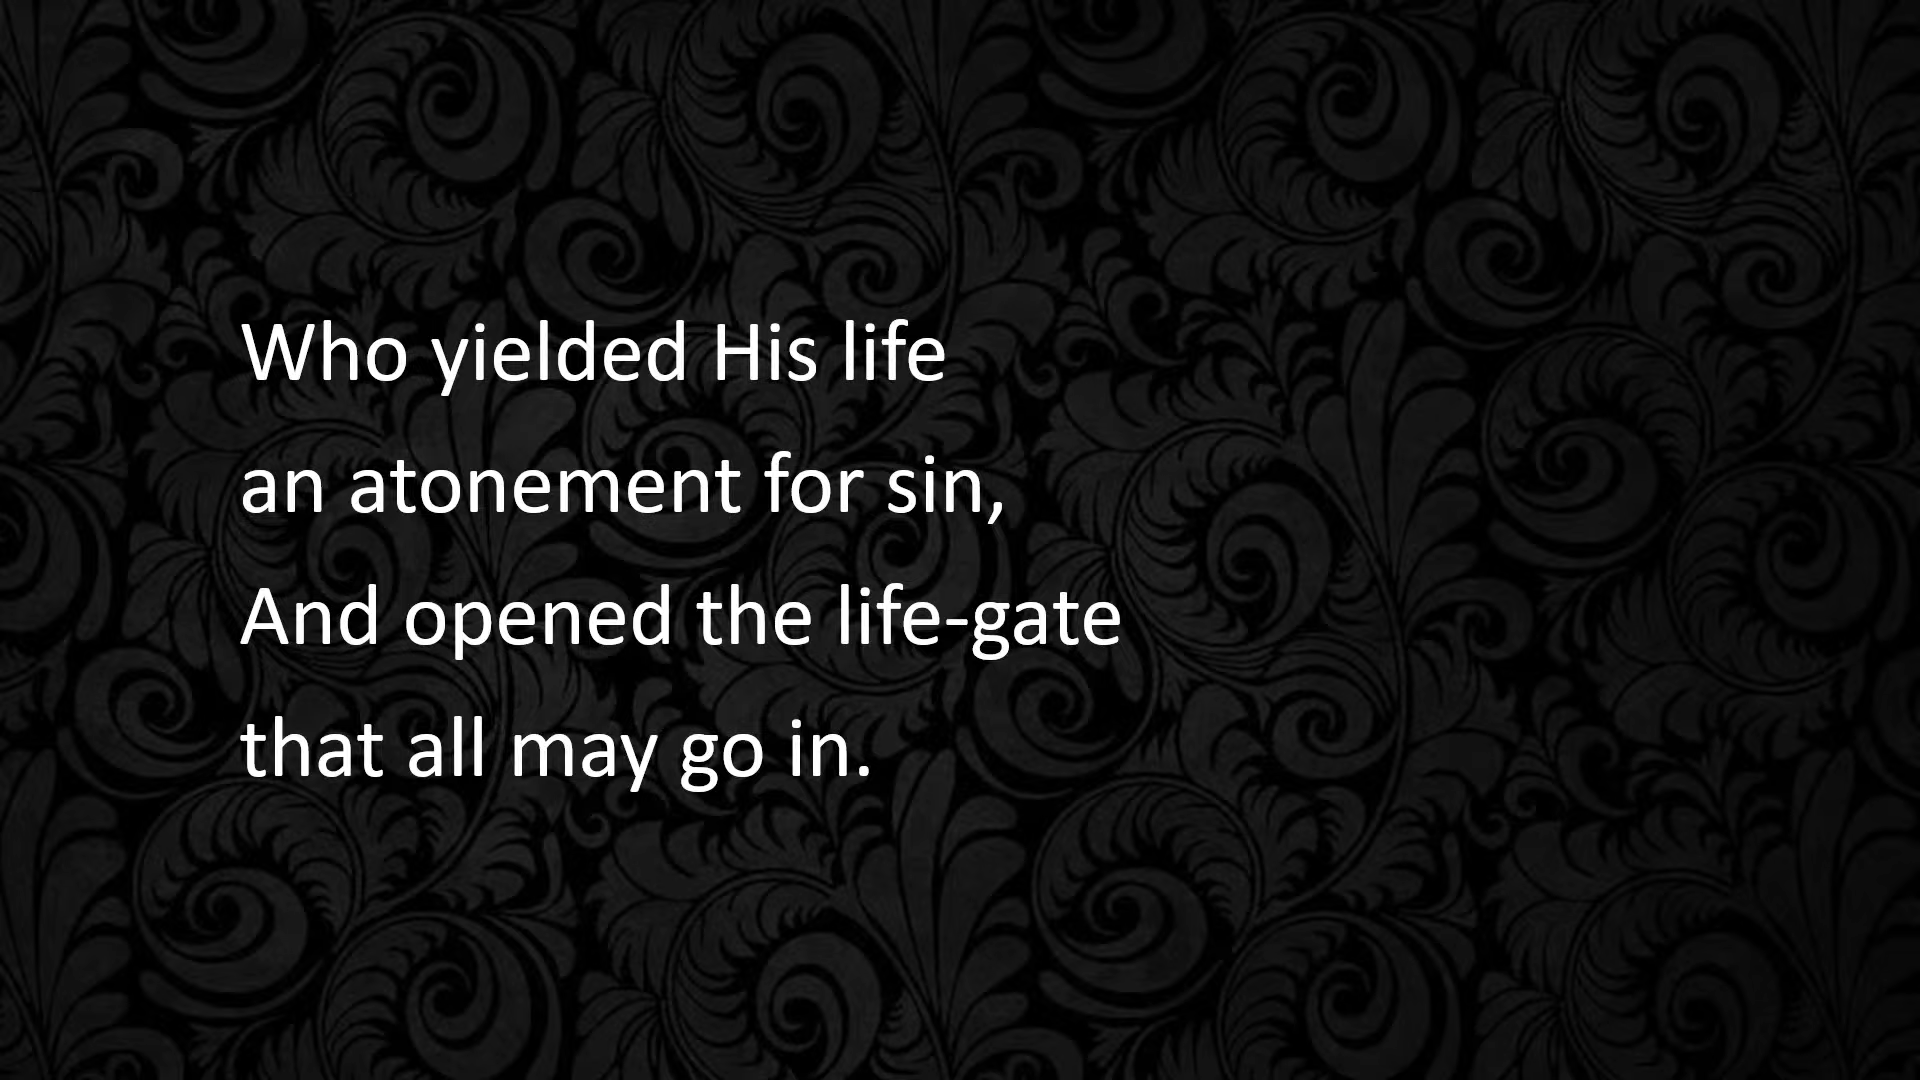 Who yielded His life
an atonement for sin,
And opened the life-gate
that all may go in.